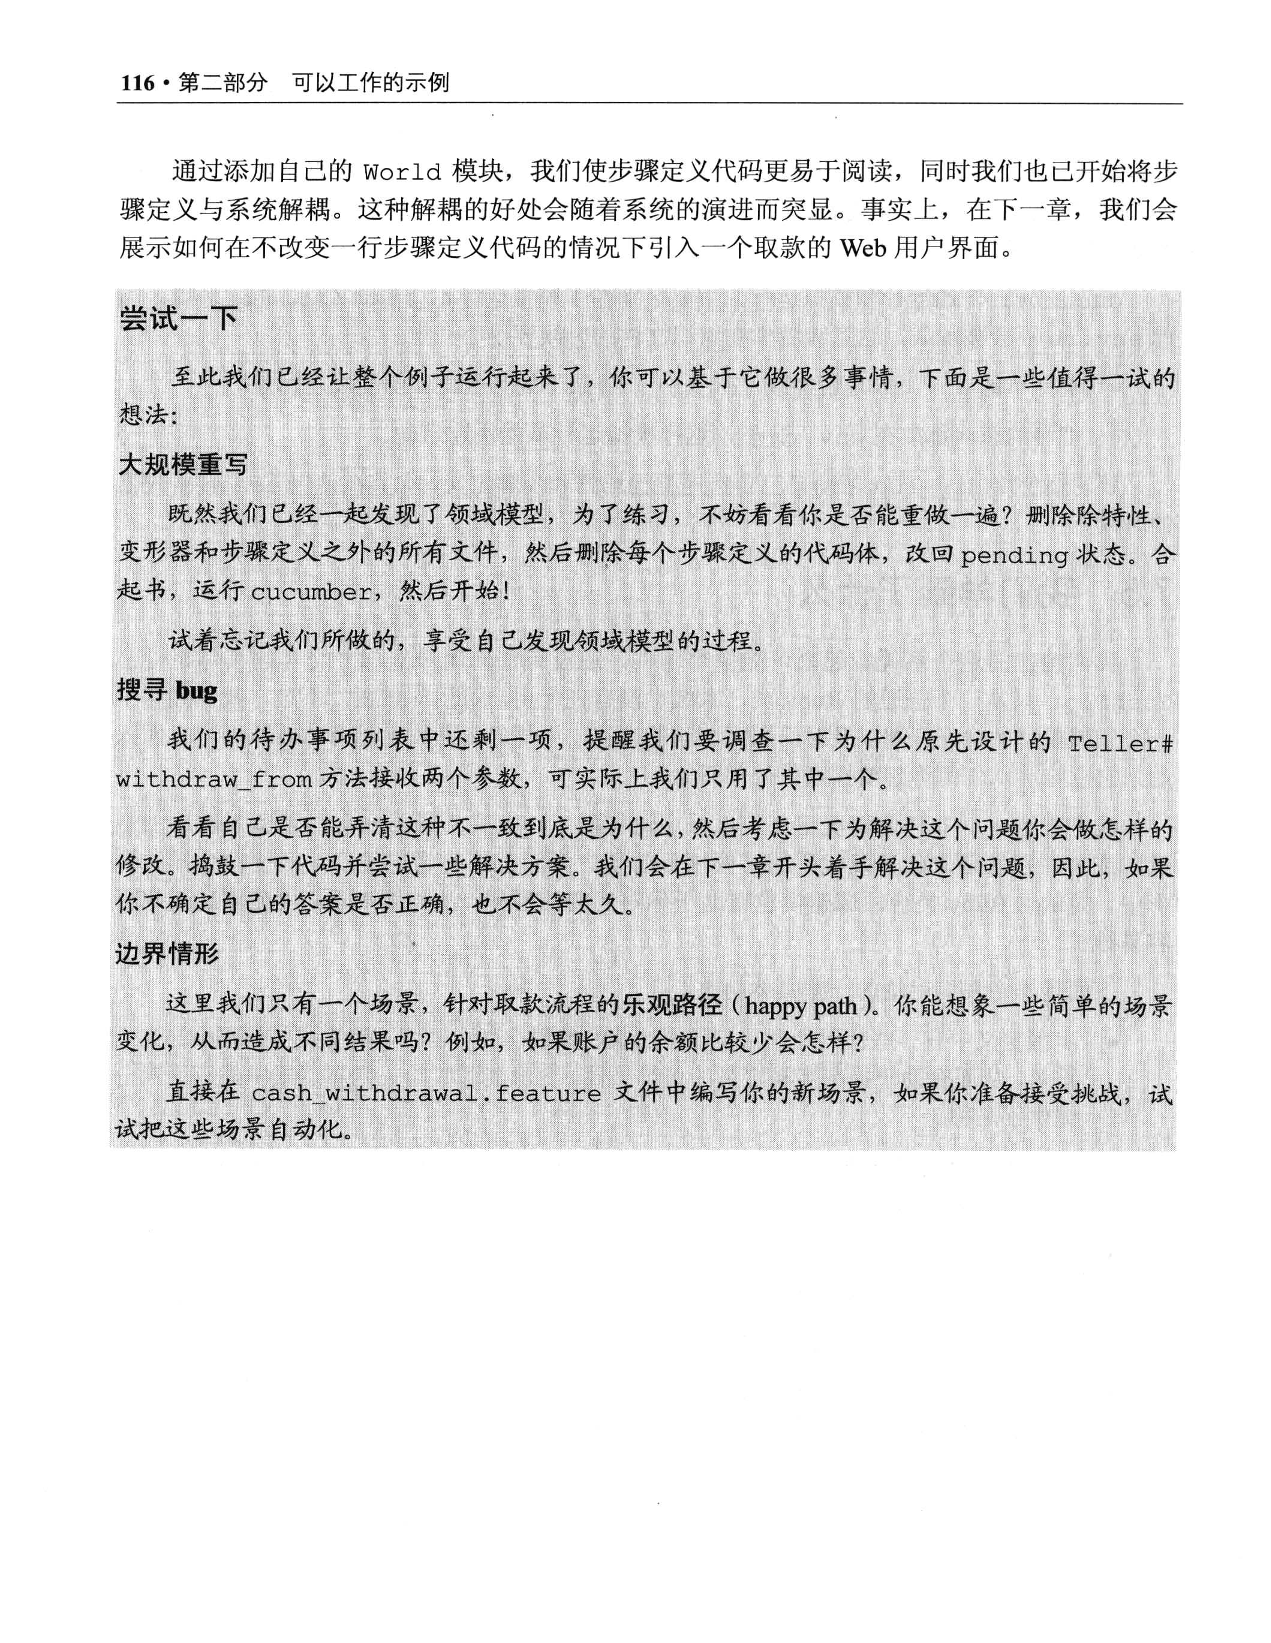 116·第二部分 可以工作的示例
通过添加自己的 World 模块，我们使步骤定义代码更易于阅读，同时我们也已开始将步
骤定义与系统解耦。这种解耦的好处会随着系统的演进而突显。事实上，在下一章，我们会
展示如何在不改变一行步骤定义代码的情况下引入一个取款的 Web 用户界面。
尝试一下
至此我们已经让整个例子运行起来了，你可以基于它做很多事情，下面是一些值得一试的
想法：
大规模重写
既然我们已经一起发现了领域模型，为了练习，不妨看看你是否能重做一遍？删除除特性、
变形器和步骤定义之外的所有文件，然后删除每个步骤定义的代码体，改回 pending 状态。合
起书，运行 cucumber，然后开始！
试着忘记我们所做的，享受自己发现领域模型的过程。
搜寻 bug
我们的待办事项列表中还剩一项，提醒我们要调查一下为什么原先设计的 Teller#
withdraw_from 方法接收两个参数，可实际上我们只用了其中一个。
看看自己是否能弄清这种不一致到底是为什么，然后考虑一下为解决这个问题你会做怎样的
修改。捣鼓一下代码并尝试一些解决方案。我们会在下一章开头着手解决这个问题，因此，如果
你不确定自己的答案是否正确，也不会等太久。
边界情形
这里我们只有一个场景，针对取款流程的乐观路径（happy path）。你能想象一些简单的场景
变化，从而造成不同结果吗？例如，如果账户的余额比较少会怎样？
直接在 cash_withdrawal.feature 文件中编写你的新场景，如果你准备接受挑战，试
试把这些场景自动化。